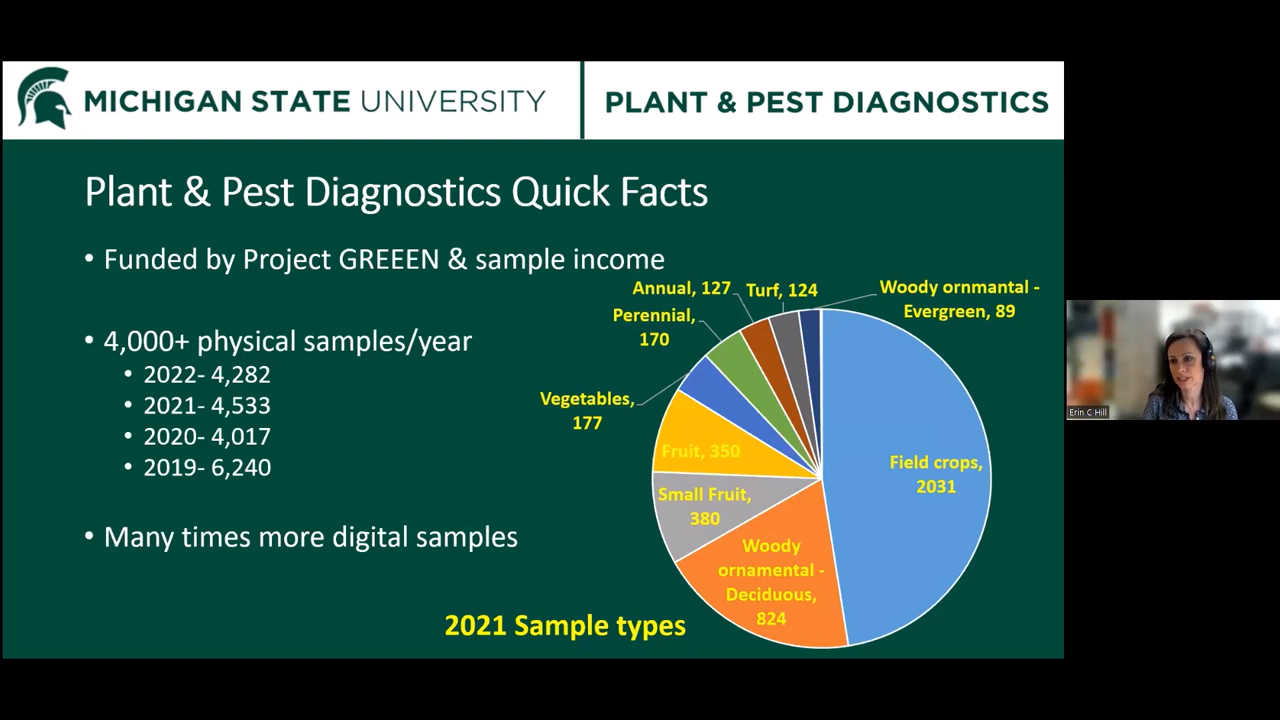 MICHIGAN STATE UNIVERSITY
PLANT & PEST DIAGNOSTICS
Plant & Pest Diagnostics Quick Facts
• Funded by Project GREEEN & sample income
• 4,000+ physical samples/year
• 2022- 4,282
• 2021- 4,533
• 2020- 4,017
• 2019- 6,240
• Many times more digital samples
2021 Sample types
Annual, 127
Turf, 124
Woody ornmantal -
Evergreen, 89
Perennial,
170
Vegetables,
177
Fruit, 350
Small Fruit,
380
Woody
ornamental -
Deciduous,
824
Field crops,
2031
Erin C Hill